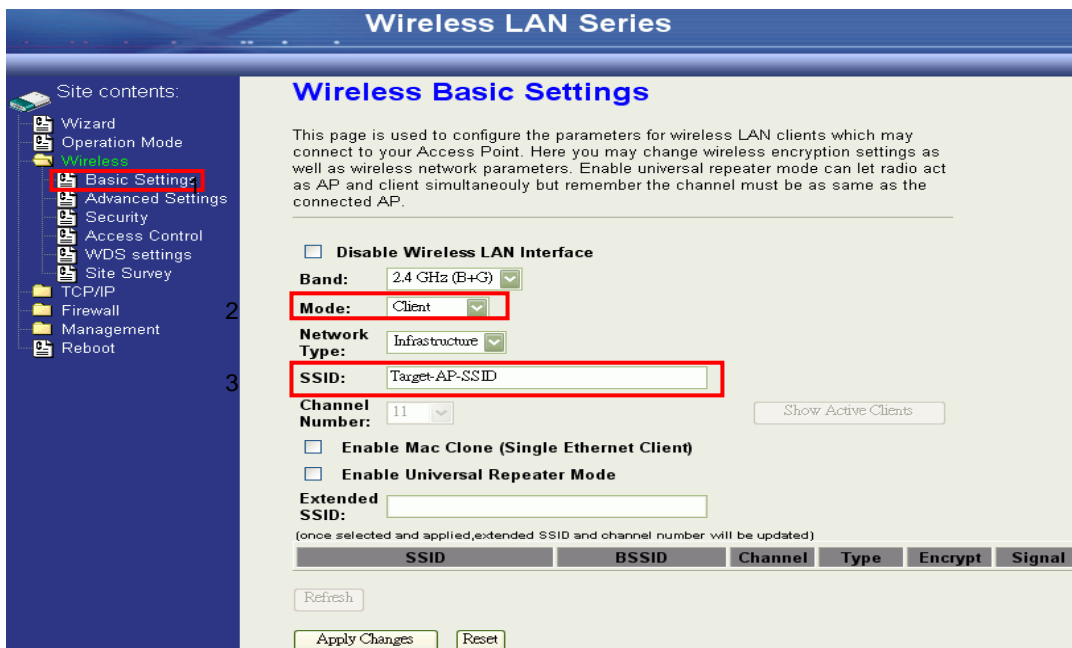 Wireless LAN Series
Site contents:
Wizard
Operation Mode
Wireless
Basic Settings
1
Advanced Settings
Security
Access Control
WDS settings
Site Survey
TCP/IP
Firewall
Management
Reboot
2
3
Wireless Basic Settings
This page is used to configure the parameters for wireless LAN clients which may
connect to your Access Point. Here you may change wireless encryption settings as
well as wireless network parameters. Enable universal repeater mode can let radio act
as AP and client simultaneouly but remember the channel must be as same as the
connected AP.
Disable Wireless LAN Interface
Band: 2.4 GHz (B+G)
Mode: Client
Network
Type: Infrastructure
SSID: Target-AP-SSID
Channel
Number: 11 Show Active Clients
Enable Mac Clone (Single Ethernet Client)
Enable Universal Repeater Mode
Extended
SSID:
(once selected and applied,extended SSID and channel number will be updated)
SSID BSSID Channel Type Encrypt Signal
Refresh
Apply Changes Reset